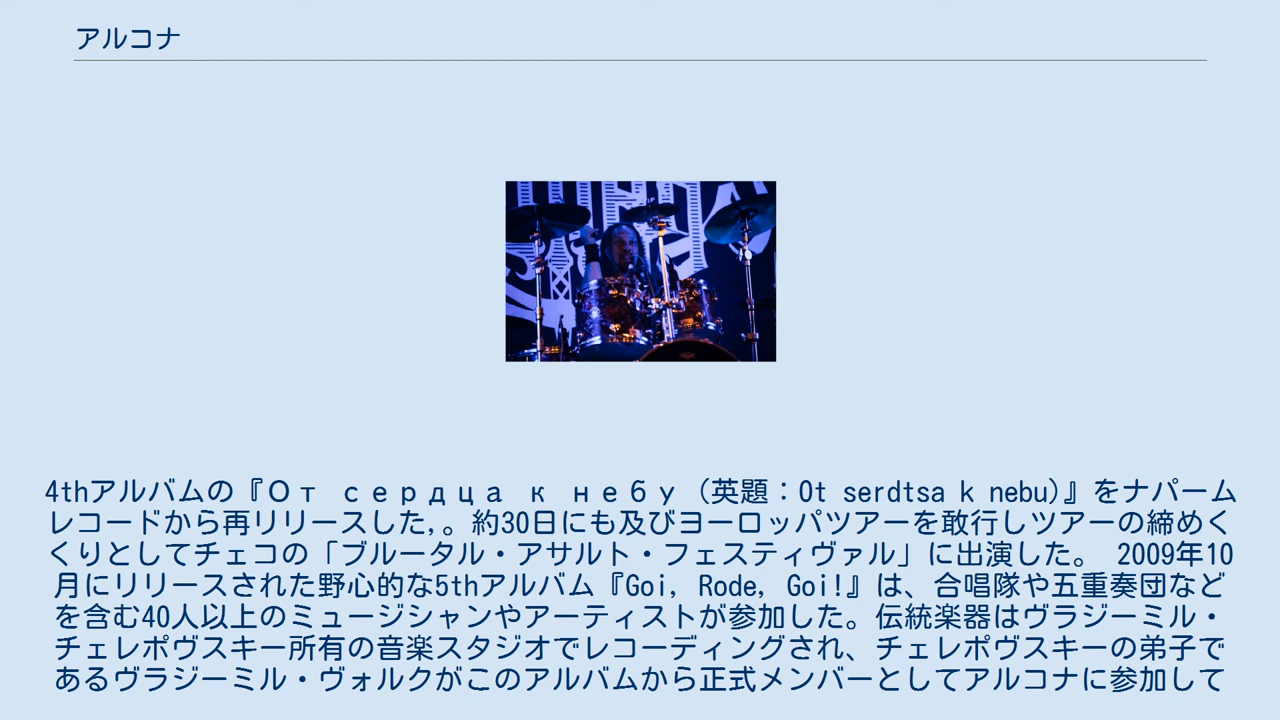 アルコナ
4thアルバムの『От сердца к небу（英題：Ot serdtsa k nebu)』をナパーム
レコードから再リリースした,。約30日にも及びヨーロッパツアーを敢行しツアーの締めく
くりとしてチェコの「ブルータル・アサルト・フェスティヴァル」に出演した。 2009年10
月にリリースされた野心的な5thアルバム『Goi, Rode, Goi!』は、合唱隊や五重奏団など
を含む40人以上のミュージシャンやアーティストが参加した。伝統楽器はヴラジーミル・
チェレポヴスキー所有の音楽スタジオでレコーディングされ、チェレポヴスキーの弟子で
あるヴラジーミル・ヴォルクがこのアルバムから正式メンバーとしてアルコナに参加して